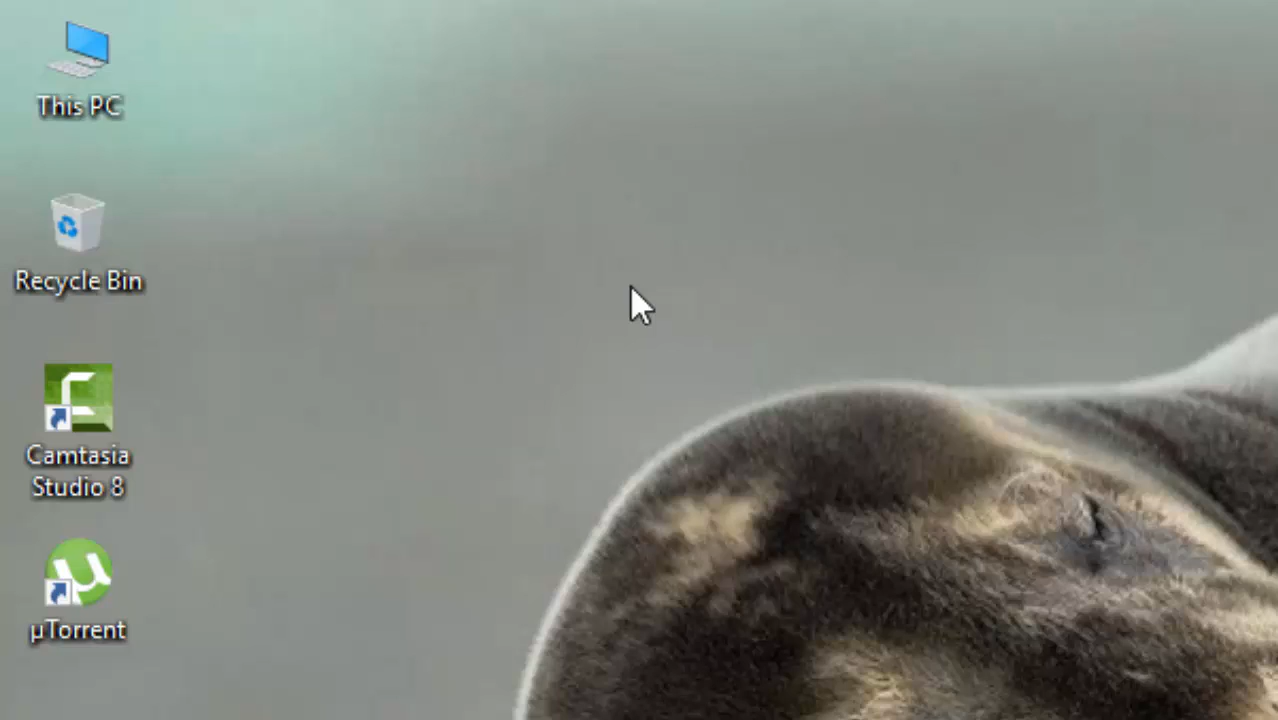 This PC
Recycle Bin
Camtasia
Studio 8
µTorrent